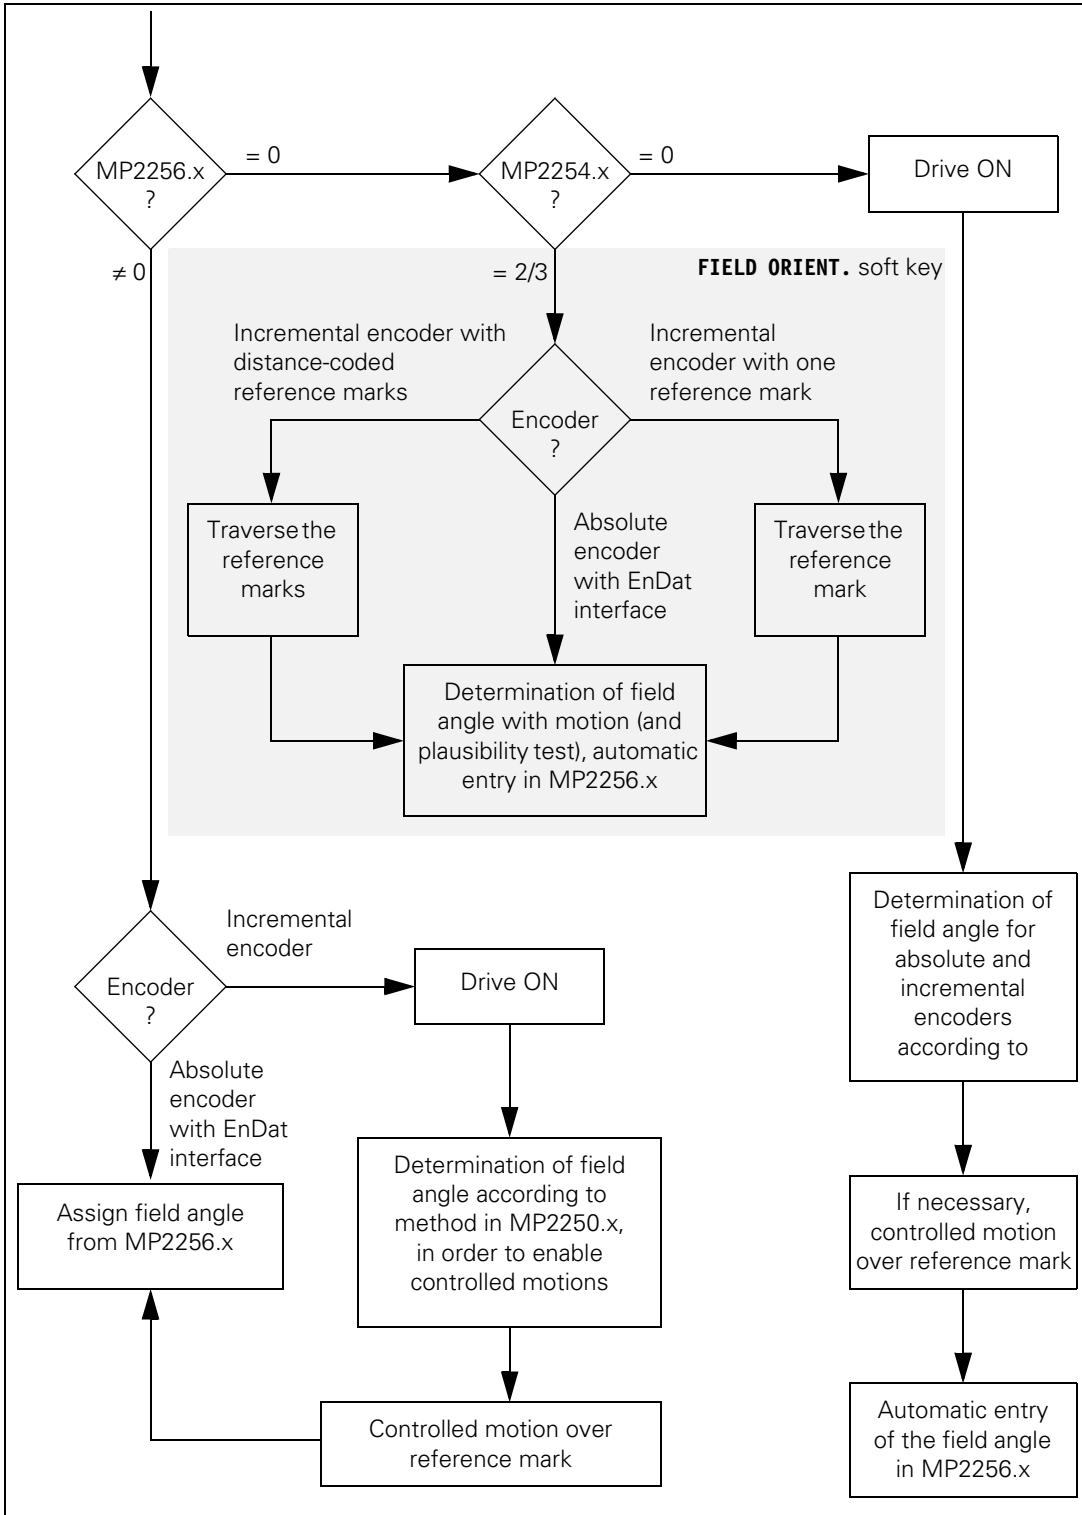 MP2256.x
?
= 0
MP2254.x
?
= 0
Drive ON
≠ 0
= 2/3
FIELD ORIENT. soft key
Incremental encoder with
distance-coded
reference marks
Incremental
encoder with one
reference mark
Encoder
?
Traverse the
reference
marks
Absolute
encoder
with EnDat
interface
Traverse the
reference
mark
Determination of field
angle with motion (and
plausibility test), automatic
entry in MP2256.x
Determination of
field angle for
absolute and
incremental
encoders
according to
Incremental
encoder
Encoder
?
Drive ON
Absolute
encoder
with EnDat
interface
Assign field angle
from MP2256.x
Determination of field
angle according to
method in MP2250.x,
in order to enable
controlled motions
If necessary,
controlled motion
over reference mark
Controlled motion over
reference mark
Automatic entry
of the field angle
in MP2256.x